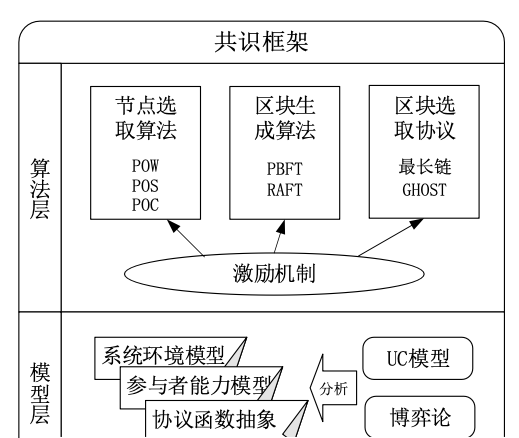 共识框架
算法层
节点选
取算法
POW
POS
POC
区块生
成算法
PBFT
RAFT
区块选
取协议
最长链
GHOST
激励机制
模型层
系统环境模型
参与者能力模型
协议函数抽象
分析
UC模型
博弈论